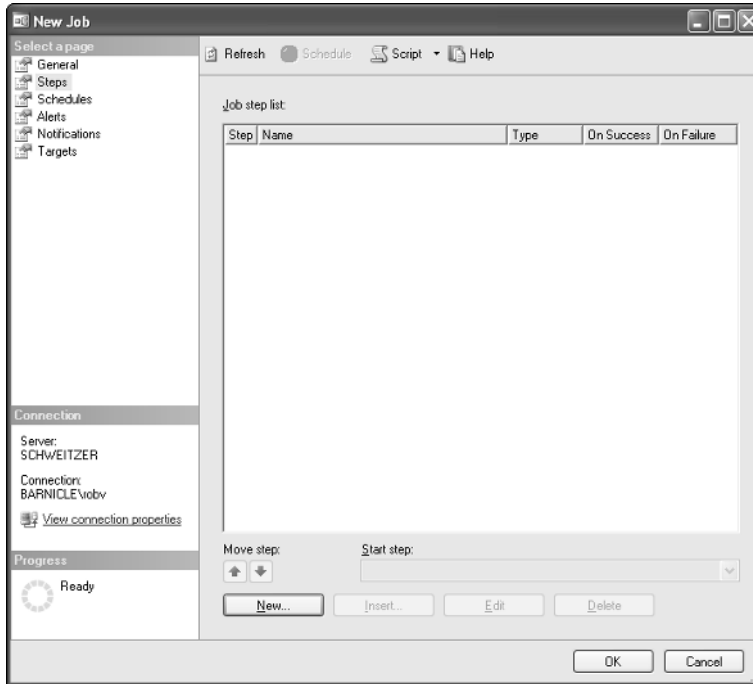 New Job
Select a page
General
Steps
Schedules
Alerts
Notifications
Targets
Refresh Schedule Script Help
Job step list:
Step Name Type On Success On Failure
Connection
Server:
SCHWEITZER
Connection:
BARNICLE\robv
View connection properties
Progress
Ready
Move step: Start step:
New... Insert... Edit Delete
OK Cancel